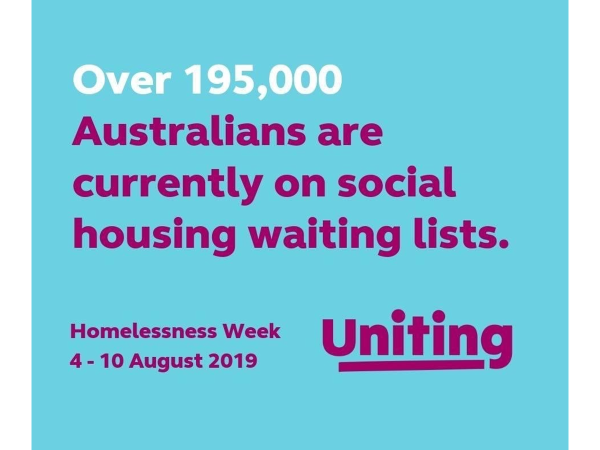 Over 195,000
Australians are
currently on social
housing waiting lists.
Homelessness Week
4 - 10 August 2019
Uniting